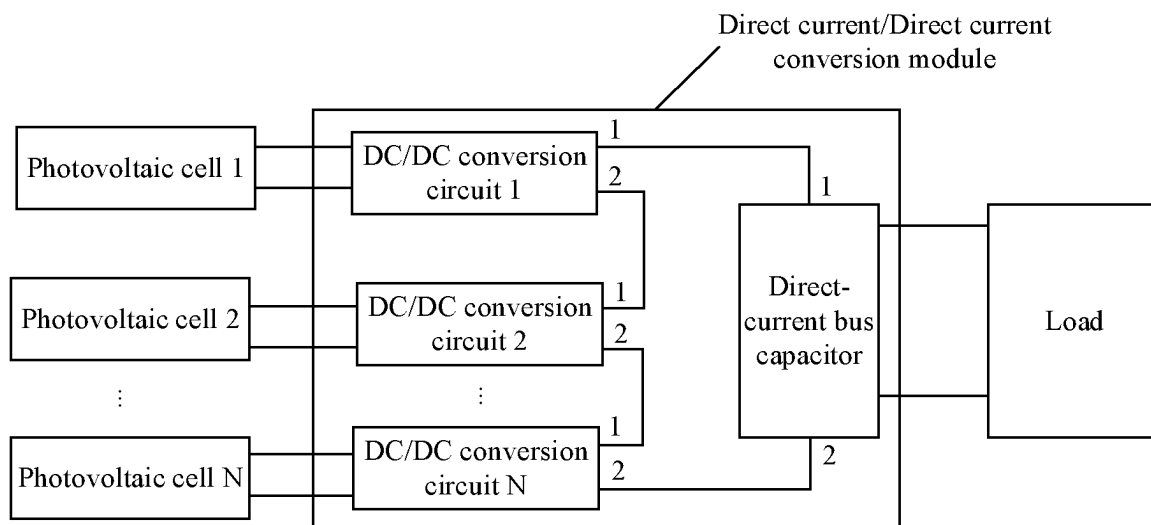 Direct current/Direct current
conversion module
Photovoltaic cell 1
DC/DC conversion
circuit 1
1
2
1
Photovoltaic cell 2
DC/DC conversion
circuit 2
1
2
Direct-
current bus
capacitor
Load
⋮
⋮
Photovoltaic cell N
DC/DC conversion
circuit N
1
2
2